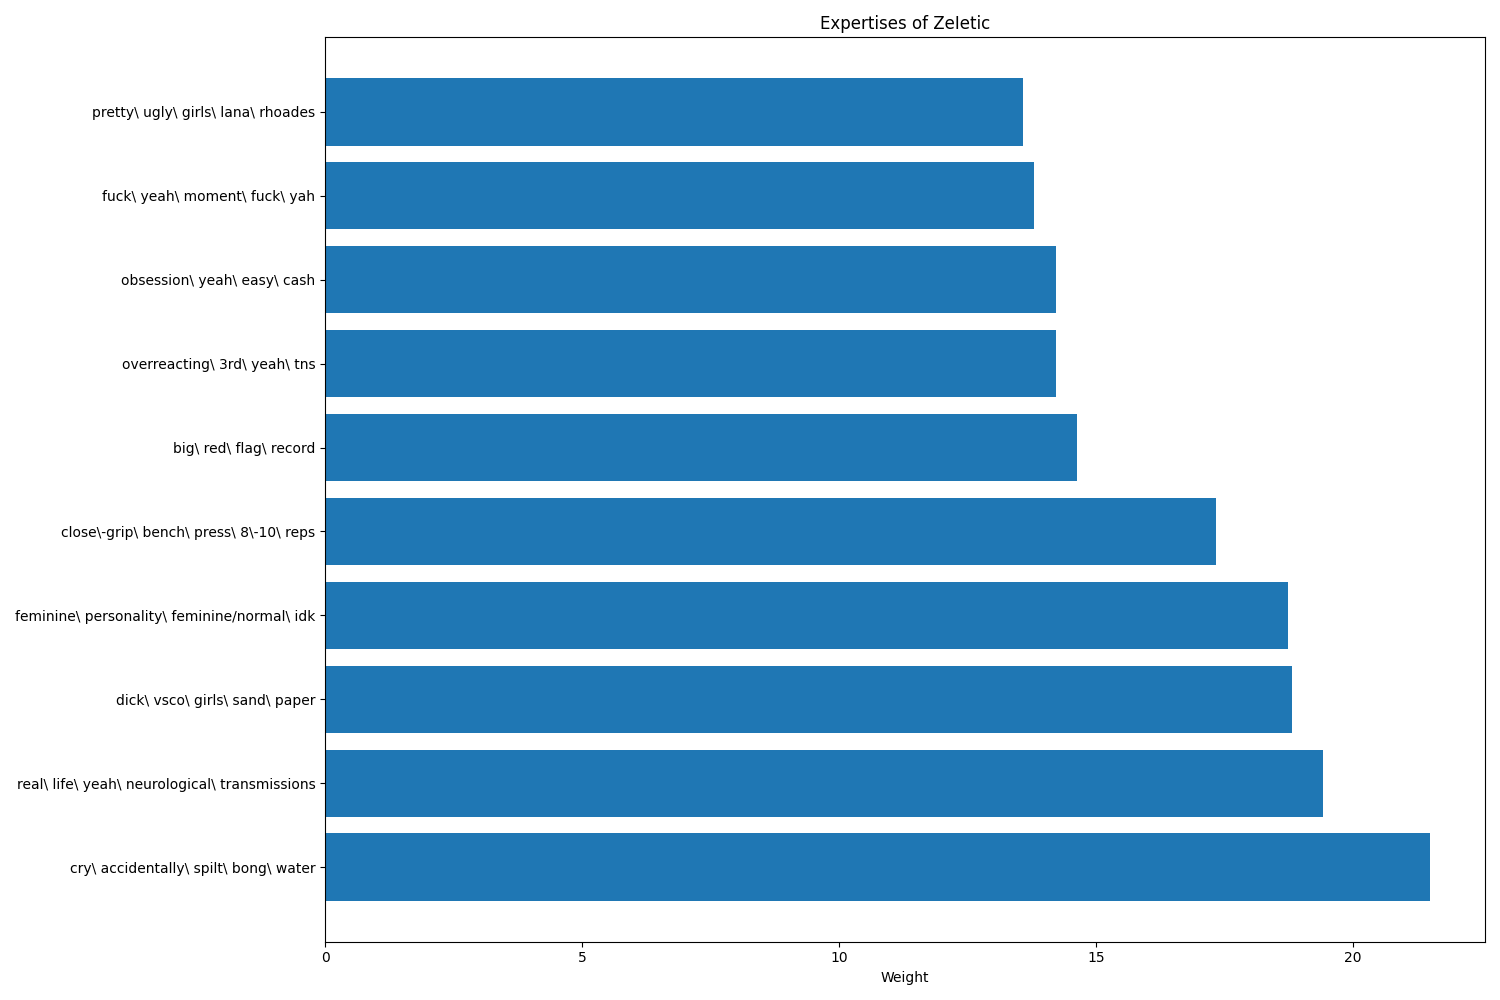 Expertises of Zeletic
pretty\ ugly\ girls\ lana\ rhoades
fuck\ yeah\ moment\ fuck\ yah
obsession\ yeah\ easy\ cash
overreacting\ 3rd\ yeah\ tns
big\ red\ flag\ record
close\-grip\ bench\ press\ 8\-10\ reps
feminine\ personality\ feminine/normal\ idk
dick\ vsco\ girls\ sand\ paper
real\ life\ yeah\ neurological\ transmissions
cry\ accidentally\ spilt\ bong\ water
0 5 10 15 20
Weight